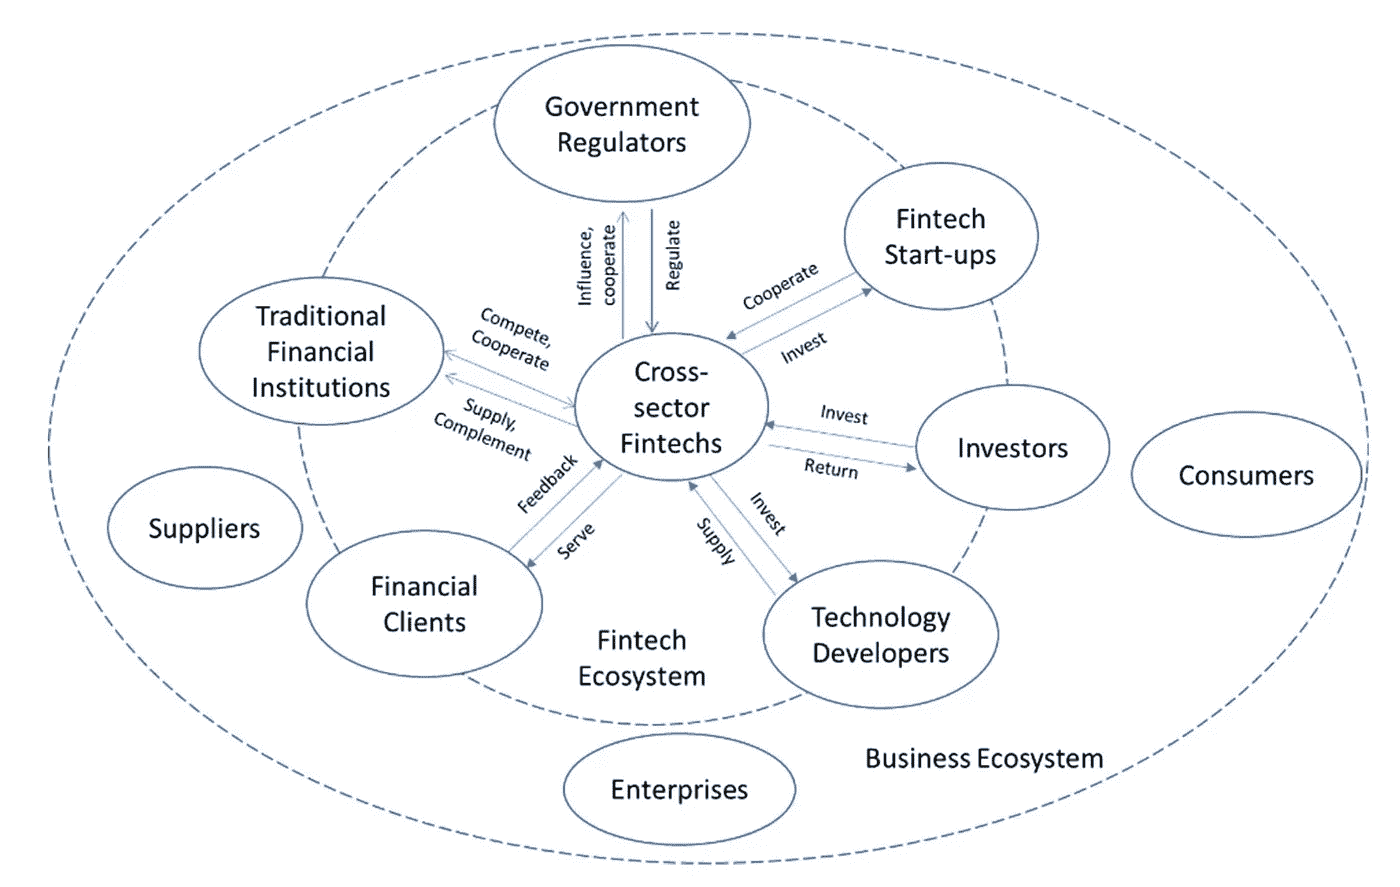 Government
Regulators
Fintech
Start-ups
Influence,
cooperate
Regulate
Cooperate
Invest
Traditional
Financial
Institutions
Compete,
Cooperate
Supply,
Complement
Cross-
sector
Fintechs
Invest
Return
Investors
Consumers
Suppliers
Feedback
Serve
Invest
Supply
Financial
Clients
Technology
Developers
Fintech
Ecosystem
Business Ecosystem
Enterprises